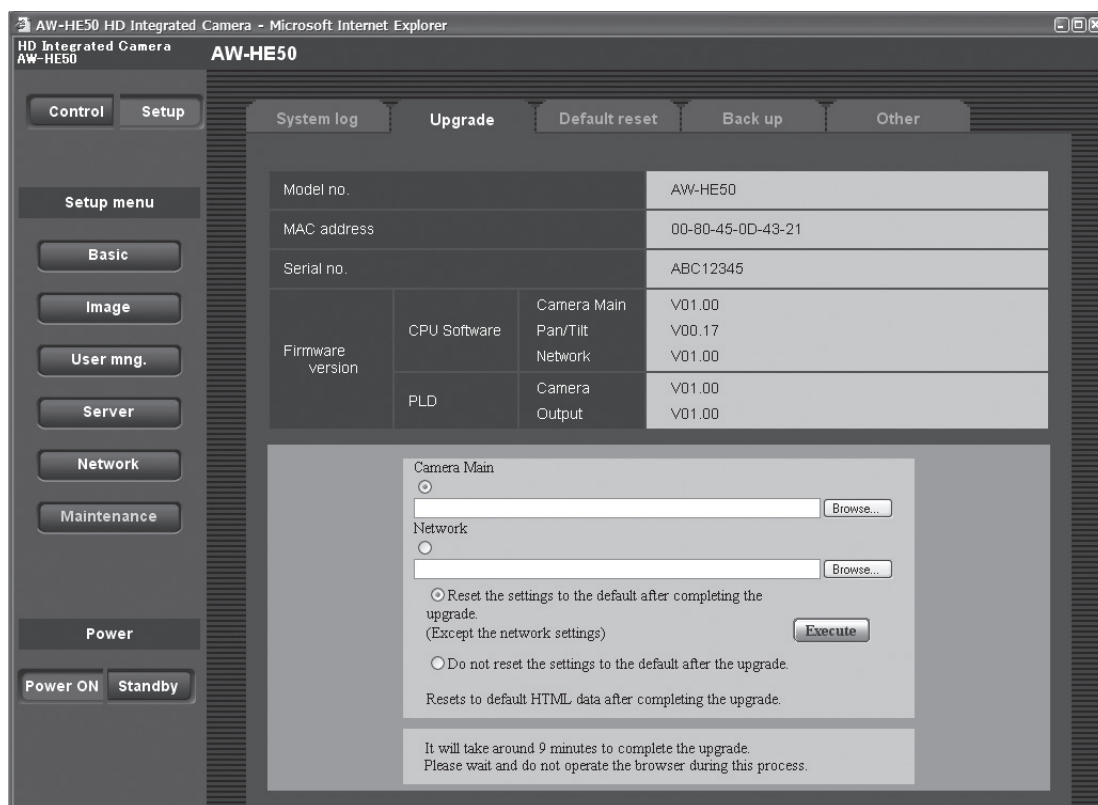 AW-HE50 HD Integrated Camera - Microsoft Internet Explorer
HD Integrated Camera
AW-HE50
AW-HE50
Control
Setup
System log
Upgrade
Default reset
Back up
Other
Setup menu
Basic
Image
User mng.
Server
Network
Maintenance
Power
Power ON
Standby
Model no.
AW-HE50
MAC address
00-80-45-0D-43-21
Serial no.
ABC12345
Firmware
version
CPU Software
Camera Main
V01.00
Pan/Tilt
V00.17
Network
V01.00
PLD
Camera
V01.00
Output
V01.00
Camera Main
Browse...
Network
Browse...
Reset the settings to the default after completing the
upgrade.
(Except the network settings)
Execute
Do not reset the settings to the default after the upgrade.
Resets to default HTML data after completing the upgrade.
It will take around 9 minutes to complete the upgrade.
Please wait and do not operate the browser during this process.